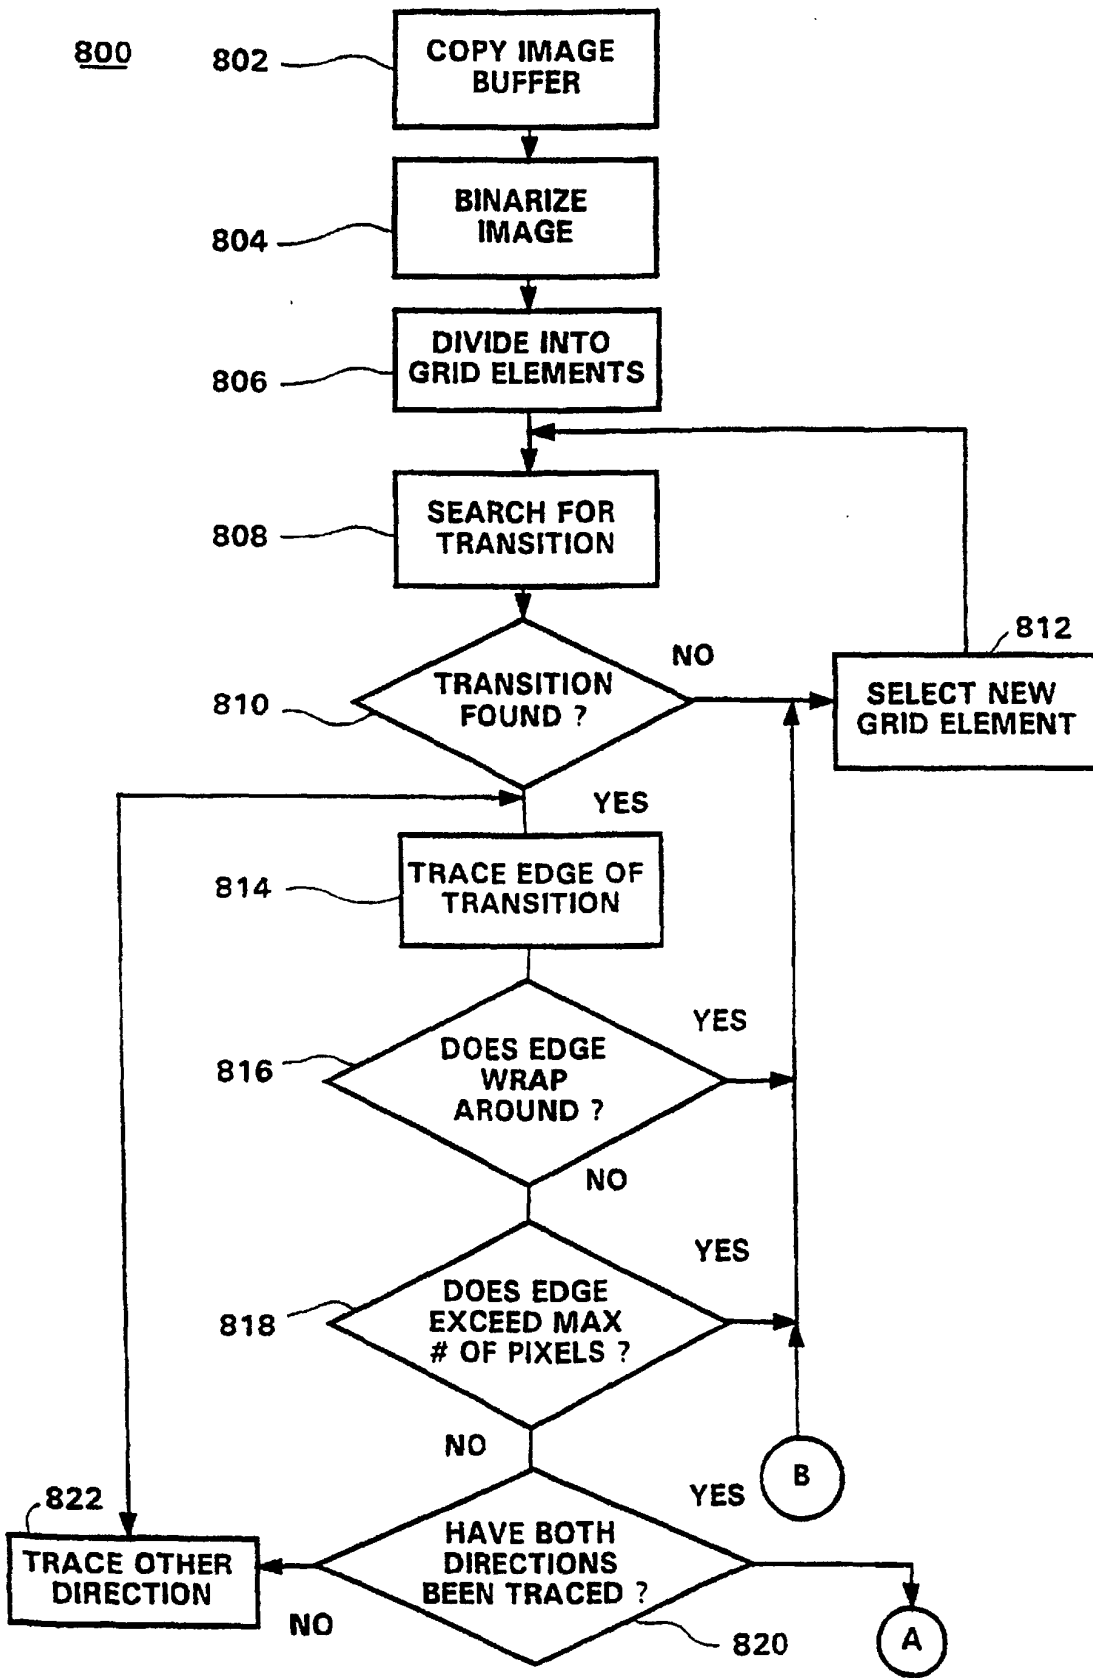 800
802
COPY IMAGE
BUFFER
804
BINARIZE
IMAGE
806
DIVIDE INTO
GRID ELEMENTS
808
SEARCH FOR
TRANSITION
810
TRANSITION
FOUND ?
NO
812
SELECT NEW
GRID ELEMENT
YES
814
TRACE EDGE OF
TRANSITION
816
DOES EDGE
WRAP
AROUND ?
YES
NO
818
DOES EDGE
EXCEED MAX
# OF PIXELS ?
YES
NO
B
822
TRACE OTHER
DIRECTION
NO
HAVE BOTH
DIRECTIONS
BEEN TRACED ?
YES
820
A